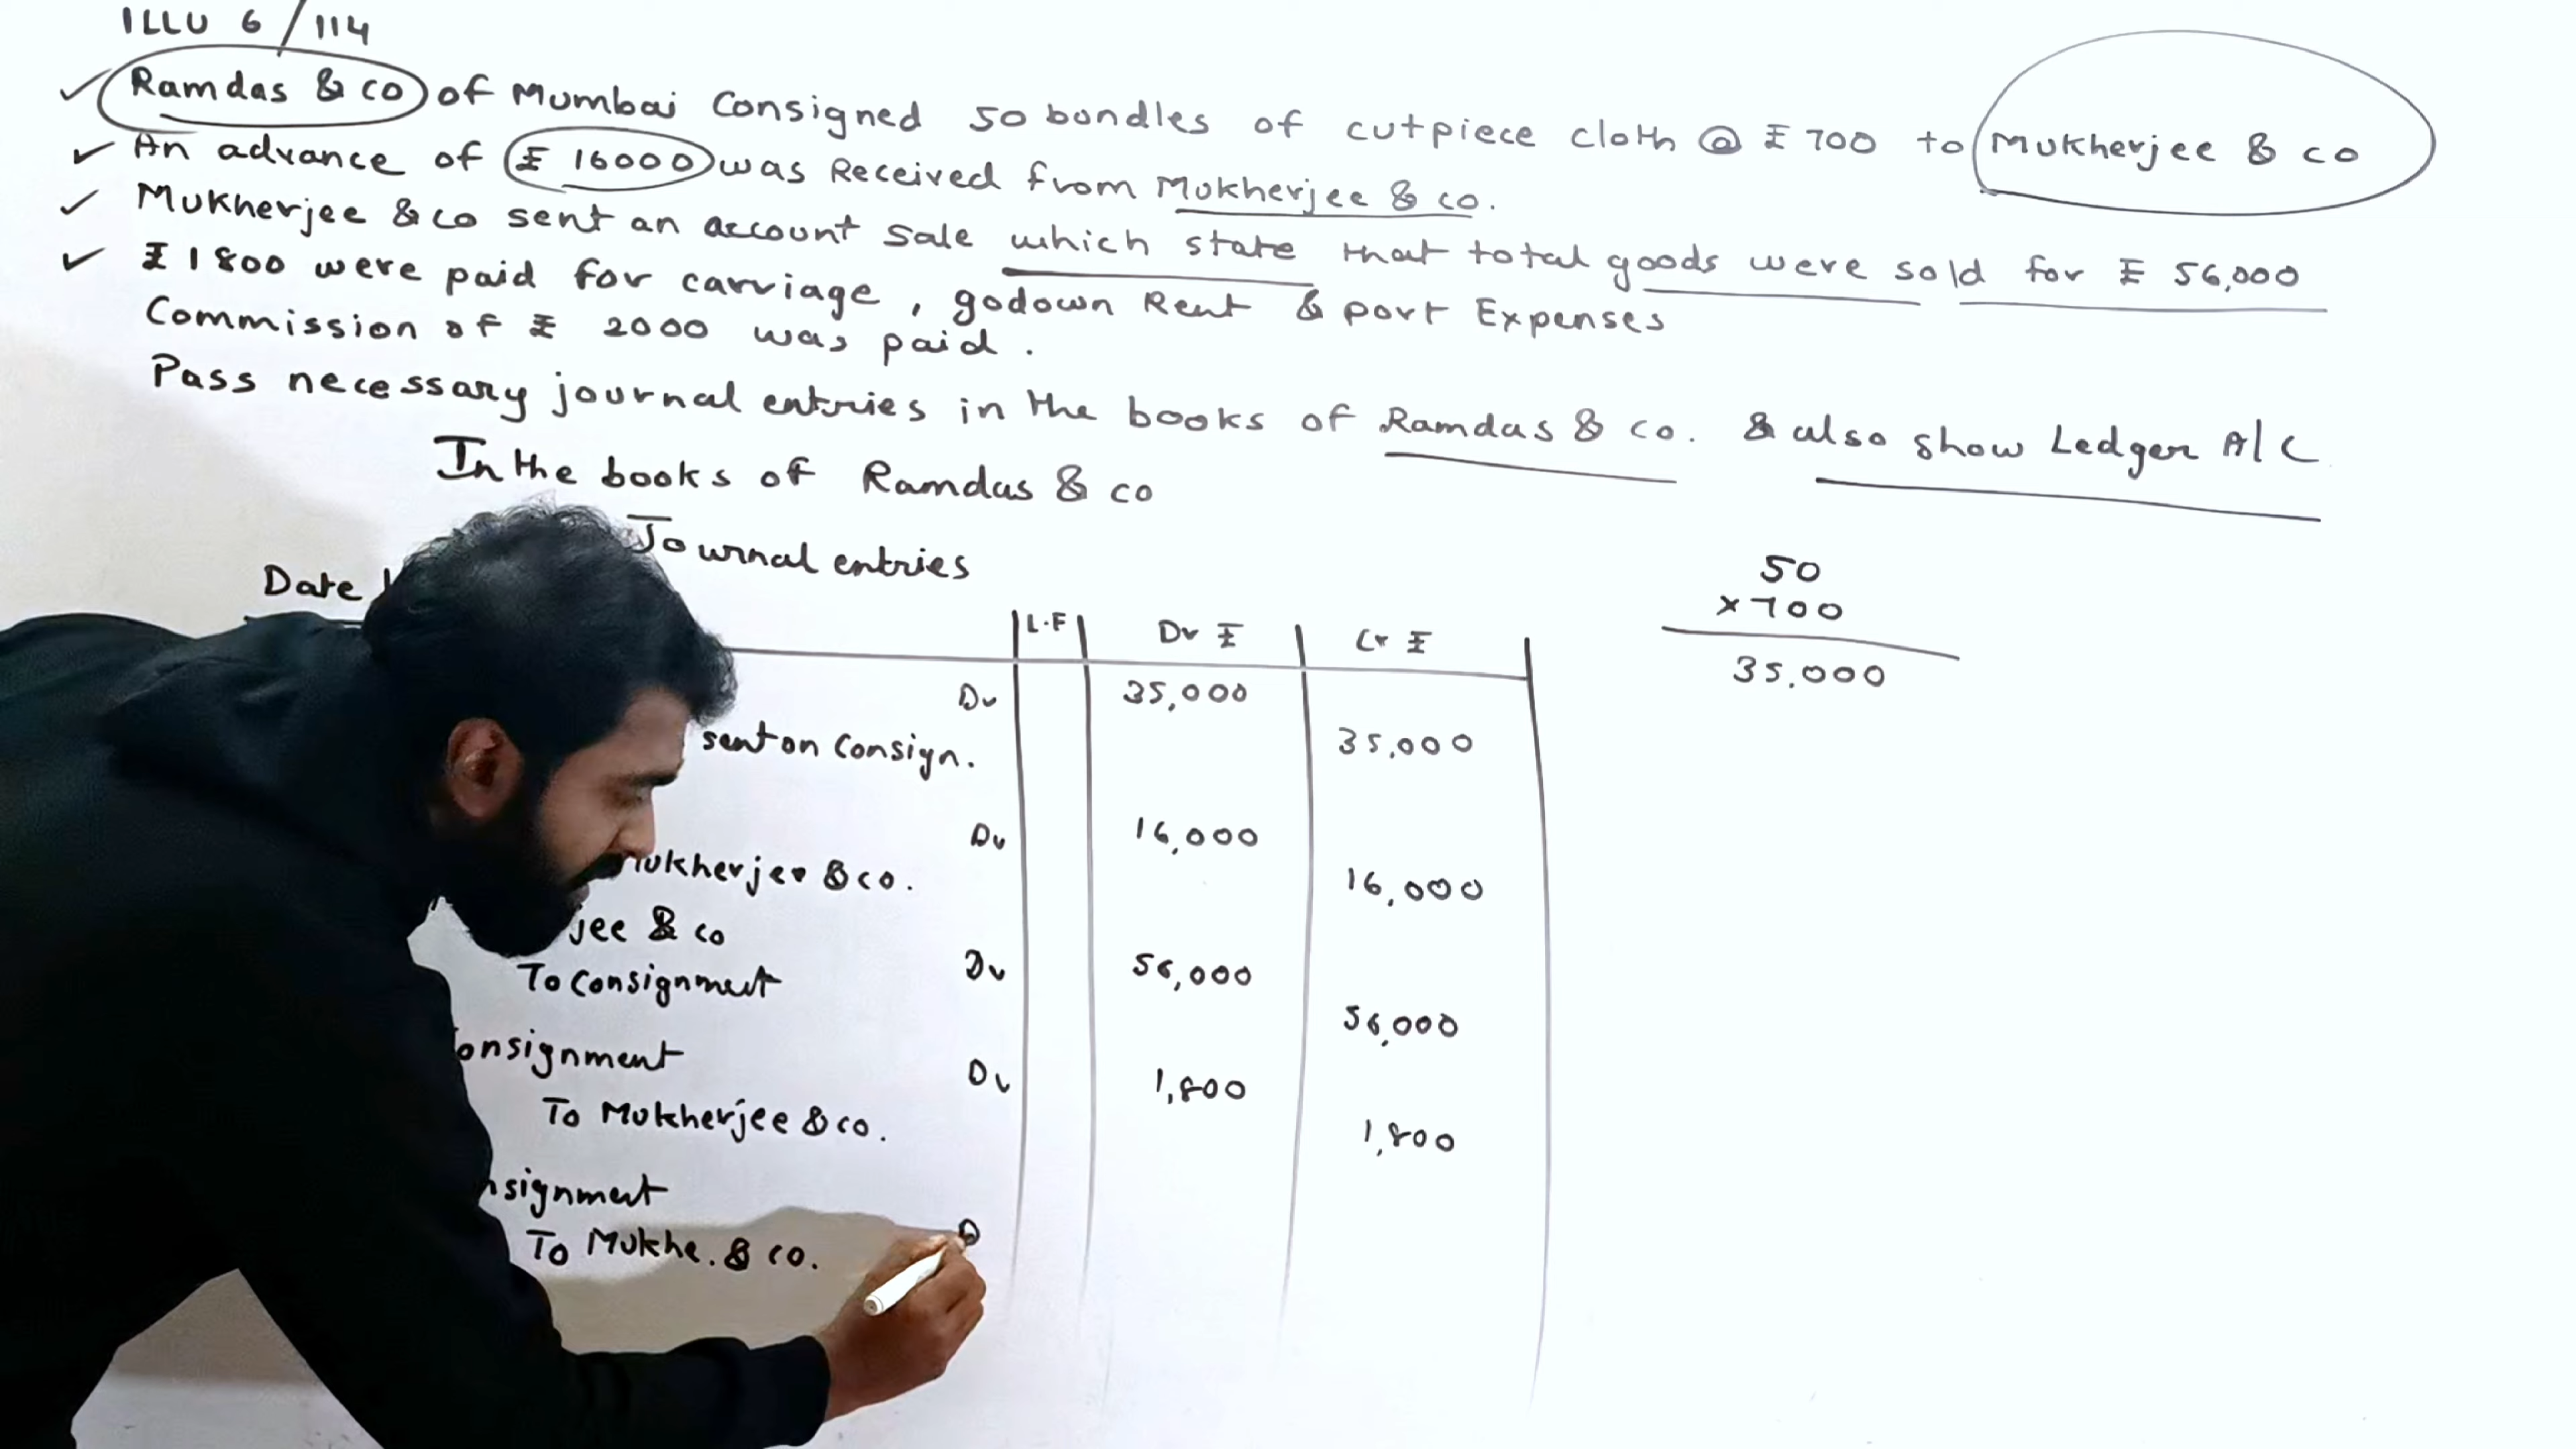 ILLU 6 / 114
Ramdas & co of Mumbai Consigned 50 bundles of cutpiece cloth @ ₹ 700 to Mukherjee & co
An advance of ₹ 16000 was Received from Mukherjee & co.
Mukherjee & co sent an account sale which state that total goods were sold for ₹ 56,000
₹ 1800 were paid for carriage, godown Rent & port Expenses
Commission of ₹ 2000 was paid.
Pass necessary journal entries in the books of Ramdas & co. & also show Ledger A/C
In the books of Ramdas & co
Journal entries
50
× 700
35,000
Date L.F Dr ₹ Cr ₹
Dr 35,000
sent on Consign. 35,000
Dr 16,000
Mukherjee & co. 16,000
jee & co
To Consignment Dr 56,000
56,000
onsignment Dr 1,800
To Mukherjee & co. 1,800
nsignment
To Mukhe. & co.